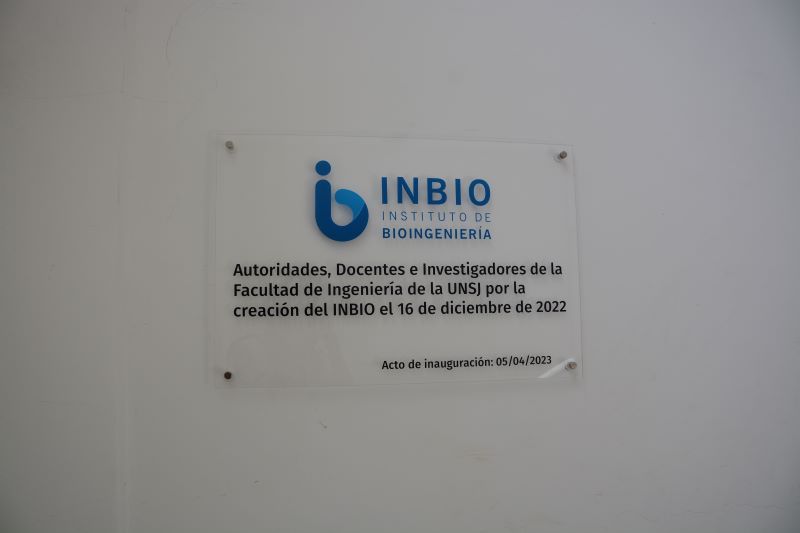 INBIO
INSTITUTO DE
BIOINGENIERÍA
Autoridades, Docentes e Investigadores de la
Facultad de Ingeniería de la UNSJ por la
creación del INBIO el 16 de diciembre de 2022
Acto de inauguración: 05/04/2023